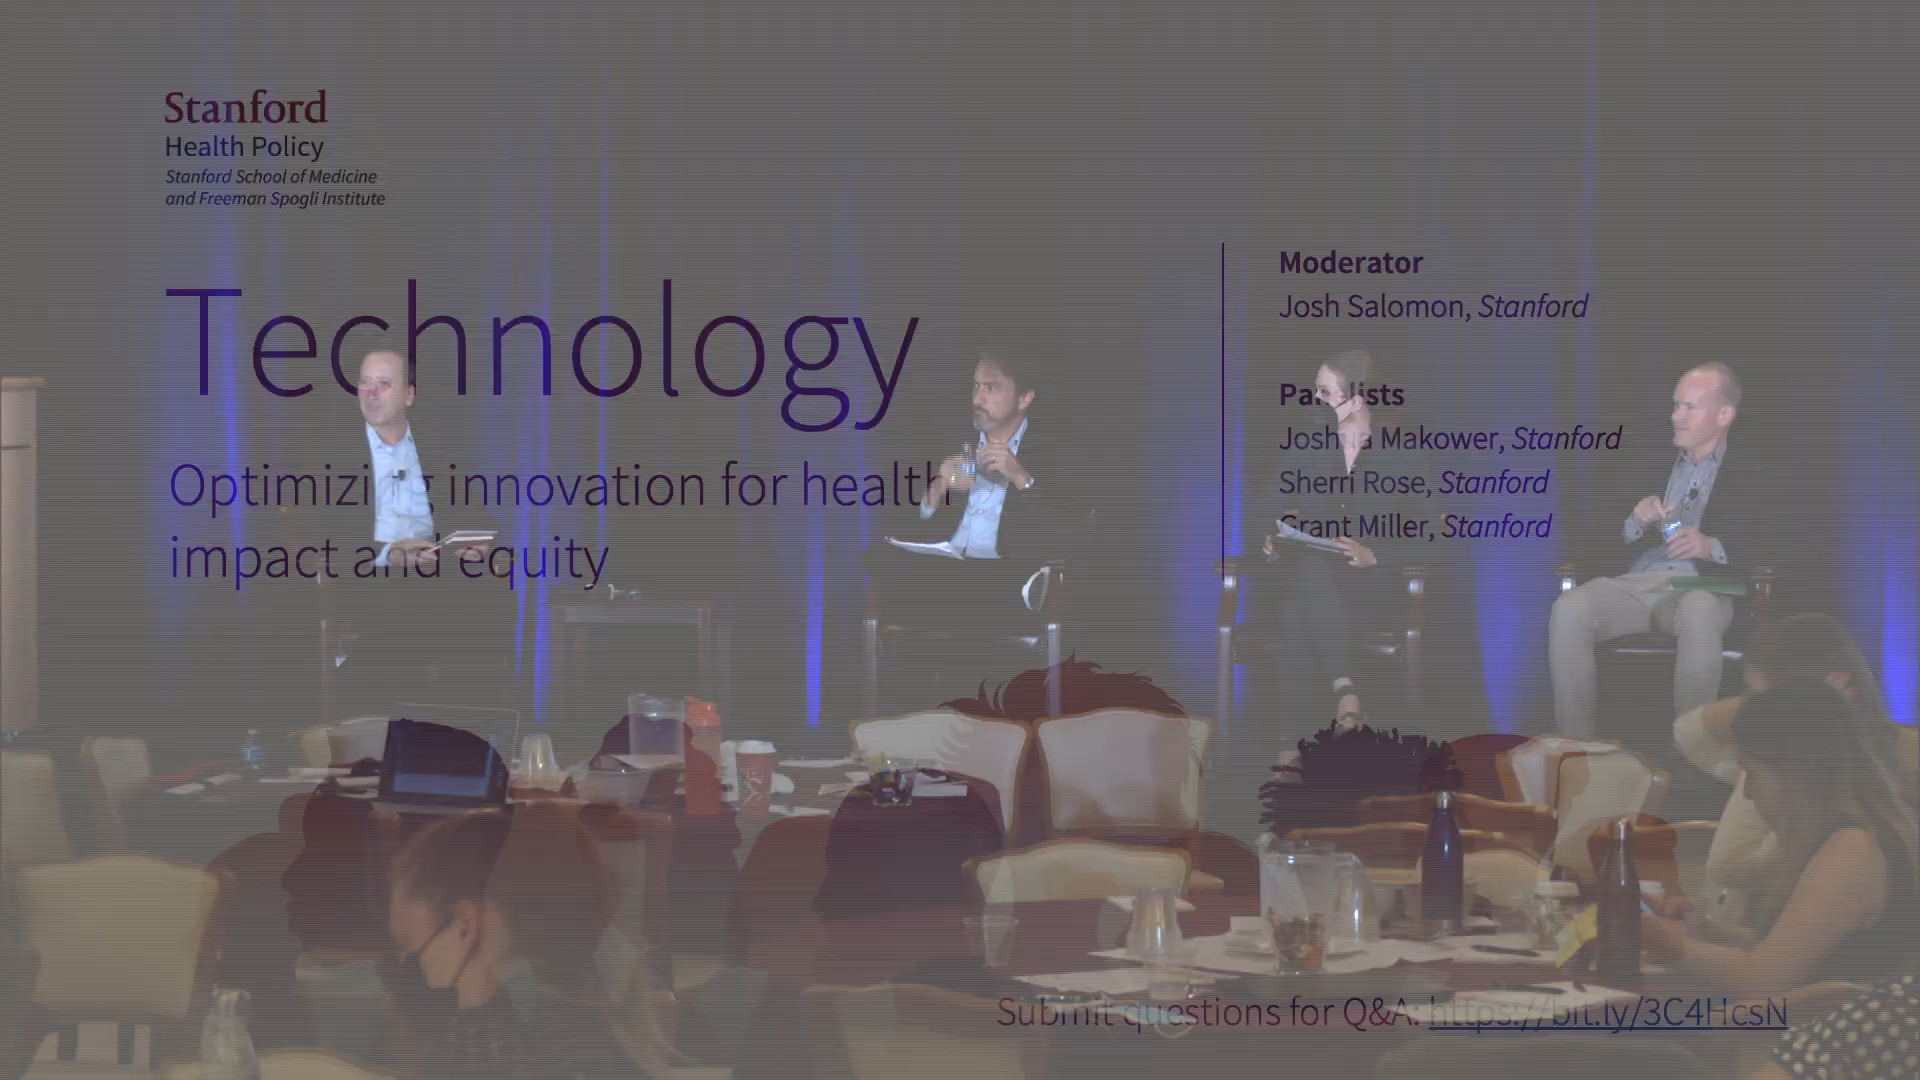 Stanford
Health Policy
Stanford School of Medicine
and Freeman Spogli Institute
Technology
Optimizing innovation for health
impact and equity
Moderator
Josh Salomon, Stanford
Panelists
Joshua Makower, Stanford
Sherri Rose, Stanford
Grant Miller, Stanford
Submit questions for Q&A: https://bit.ly/3C4HcsN